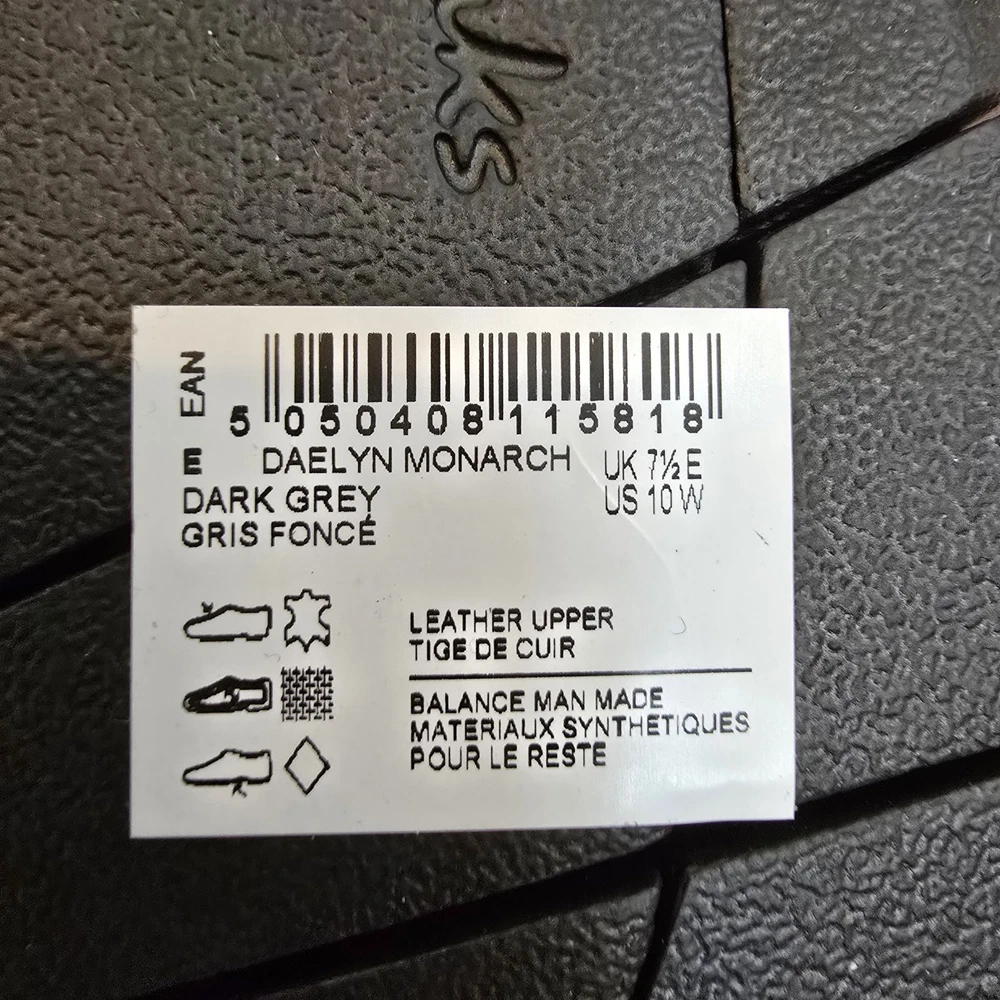 rks
EAN
5 050408 115818
E DAELYN MONARCH UK 7½ E
DARK GREY US 10 W
GRIS FONCÉ
LEATHER UPPER
TIGE DE CUIR
BALANCE MAN MADE
MATERIAUX SYNTHETIQUES
POUR LE RESTE